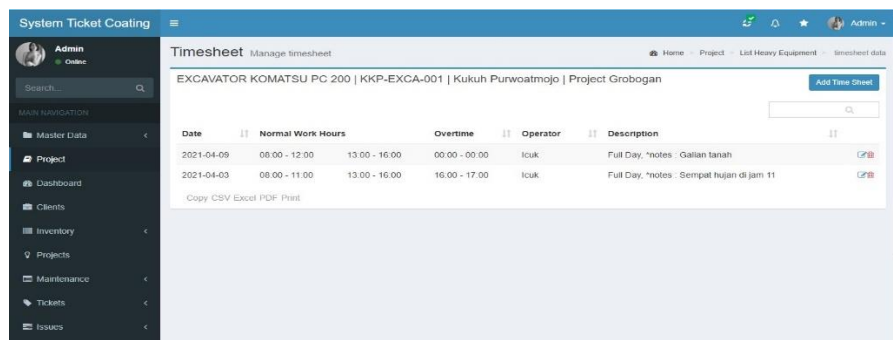 System Ticket Coating
Admin
Admin
Online
Timesheet Manage timesheet
Home Project List Heavy Equipment timesheet data
Search...
EXCAVATOR KOMATSU PC 200 | KKP-EXCA-001 | Kukuh Purwoatmojo | Project Grobogan
Add Time Sheet
MAIN NAVIGATION
Master Data
Project
Dashboard
Clients
Inventory
Projects
Maintenance
Tickets
Issues
Date Normal Work Hours Overtime Operator Description
2021-04-09 08:00 - 12:00 13:00 - 16:00 00:00 - 00:00 Icuk Full Day, *notes : Galian tanah
2021-04-03 08:00 - 11:00 13:00 - 16:00 16:00 - 17:00 Icuk Full Day, *notes : Sempat hujan di jam 11
Copy CSV Excel PDF Print